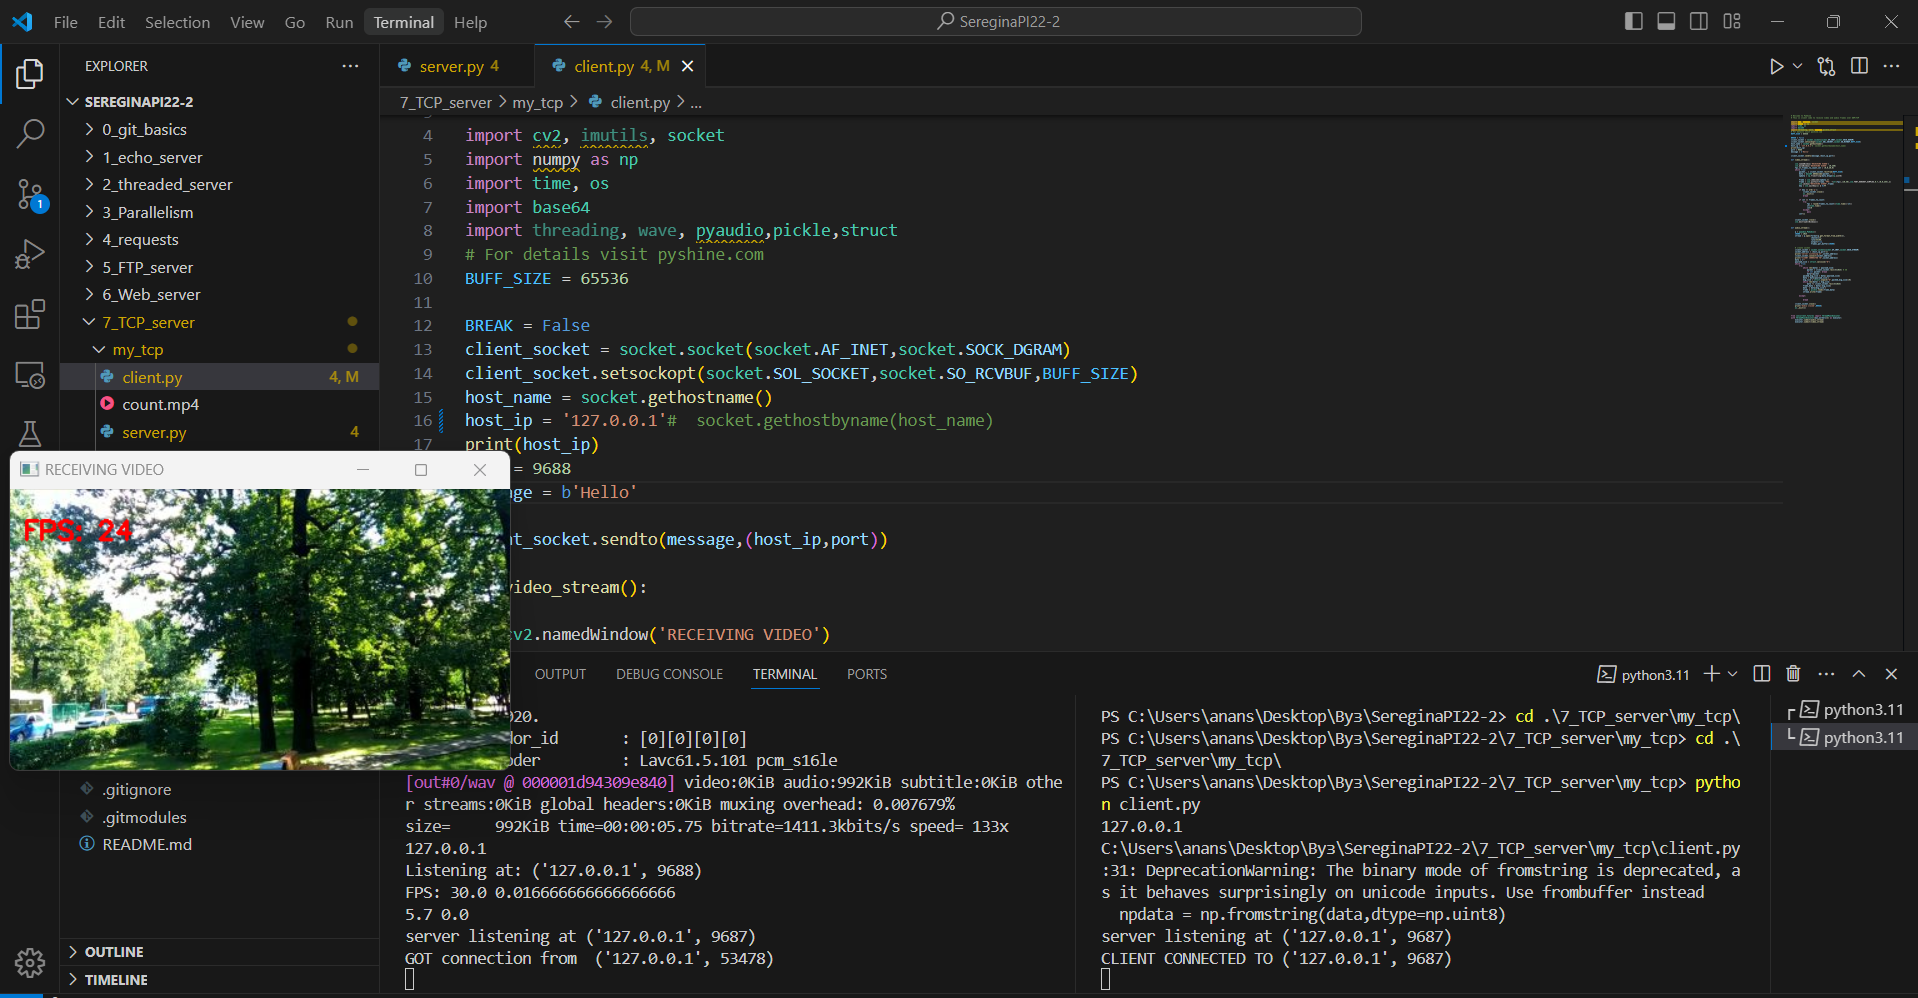 File Edit Selection View Go Run Terminal Help
SereginaPI22-2
EXPLORER
server.py 4
client.py 4, M
SEREGINAPI22-2
7_TCP_server > my_tcp > client.py > ...
0_git_basics
1_echo_server
2_threaded_server
3_Parallelism
4_requests
5_FTP_server
6_Web_server
7_TCP_server
my_tcp
client.py 4, M
count.mp4
server.py 4
1
4 import cv2, imutils, socket
5 import numpy as np
6 import time, os
7 import base64
8 import threading, wave, pyaudio,pickle,struct
9 # For details visit pyshine.com
10 BUFF_SIZE = 65536
11
12 BREAK = False
13 client_socket = socket.socket(socket.AF_INET,socket.SOCK_DGRAM)
14 client_socket.setsockopt(socket.SOL_SOCKET,socket.SO_RCVBUF,BUFF_SIZE)
15 host_name = socket.gethostname()
16 host_ip = '127.0.0.1'#  socket.gethostbyname(host_name)
17 print(host_ip)
= 9688
ge = b'Hello'
t_socket.sendto(message,(host_ip,port))
ideo_stream():
v2.namedWindow('RECEIVING VIDEO')
RECEIVING VIDEO
FPS: 24
.gitignore
.gitmodules
README.md
OUTLINE
TIMELINE
OUTPUT DEBUG CONSOLE TERMINAL PORTS
python3.11
020.
dor_id : [0][0][0][0]
oder : Lavc61.5.101 pcm_s16le
[out#0/wav @ 000001d94309e840] video:0KiB audio:992KiB subtitle:0KiB othe
r streams:0KiB global headers:0KiB muxing overhead: 0.007679%
size= 992KiB time=00:00:05.75 bitrate=1411.3kbits/s speed= 133x
127.0.0.1
Listening at: ('127.0.0.1', 9688)
FPS: 30.0 0.016666666666666666
5.7 0.0
server listening at ('127.0.0.1', 9687)
GOT connection from  ('127.0.0.1', 53478)
PS C:\Users\anans\Desktop\Вуз\SereginaPI22-2> cd .\7_TCP_server\my_tcp\
PS C:\Users\anans\Desktop\Вуз\SereginaPI22-2\7_TCP_server\my_tcp> cd .\
7_TCP_server\my_tcp\
PS C:\Users\anans\Desktop\Вуз\SereginaPI22-2\7_TCP_server\my_tcp> pytho
n client.py
127.0.0.1
C:\Users\anans\Desktop\Вуз\SereginaPI22-2\7_TCP_server\my_tcp\client.py
:31: DeprecationWarning: The binary mode of fromstring is deprecated, a
s it behaves surprisingly on unicode inputs. Use frombuffer instead
npdata = np.fromstring(data,dtype=np.uint8)
server listening at ('127.0.0.1', 9687)
CLIENT CONNECTED TO ('127.0.0.1', 9687)
python3.11
python3.11